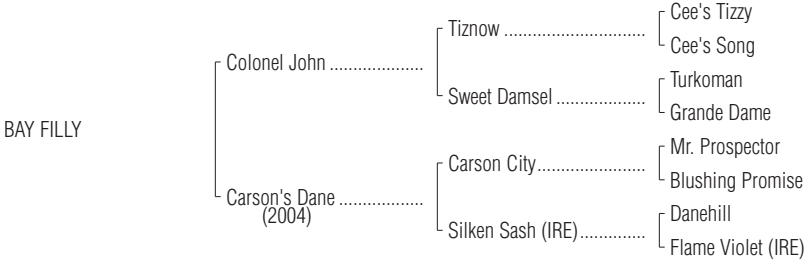 Cee's Tizzy
Tiznow ..............................
Cee's Song
Colonel John ....................
Turkoman
Sweet Damsel ...................
Grande Dame
BAY FILLY
Mr. Prospector
Carson City.......................
Blushing Promise
Carson's Dane ..................
(2004)
Danehill
Silken Sash (IRE)..............
Flame Violet (IRE)